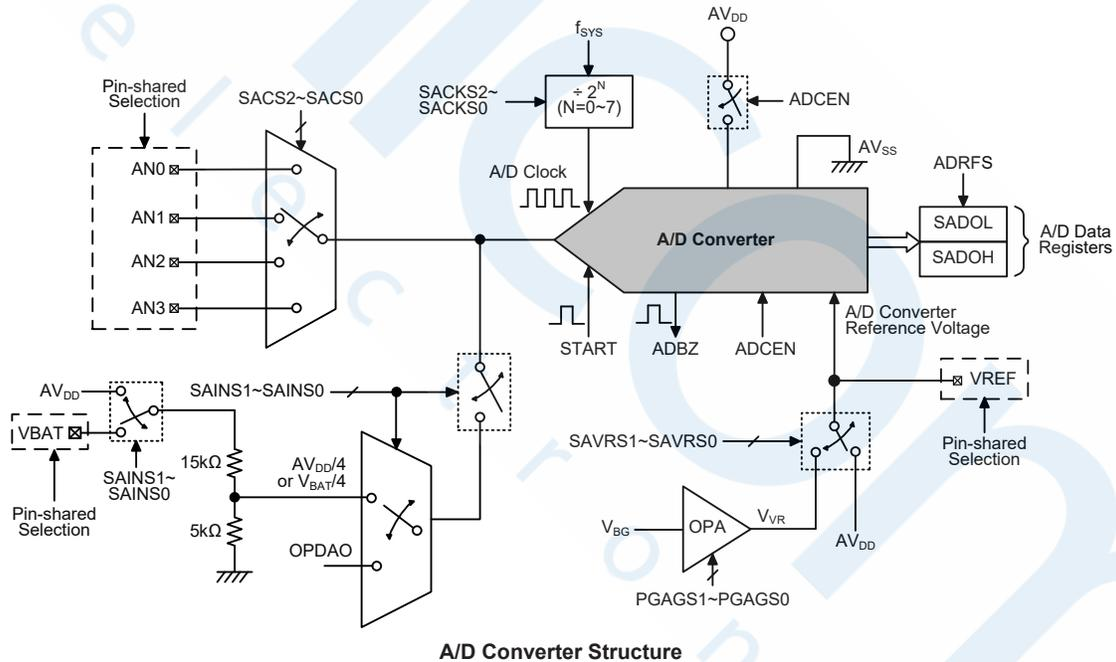 AVDD
fSYS
÷ 2^N
(N=0~7)
SACKS2~
SACKS0
ADCEN
Pin-shared
Selection
SACS2~SACS0
AN0
AN1
AN2
AN3
A/D Clock
AVSS
A/D Converter
ADRFS
SADOL
SADOH
A/D Data
Registers
START
ADBZ
ADCEN
A/D Converter
Reference Voltage
SAINS1~SAINS0
VREF
Pin-shared
Selection
AVDD
VBAT
SAINS1~
SAINS0
Pin-shared
Selection
15kΩ
5kΩ
AVDD/4
or VBAT/4
OPDAO
SAVRS1~SAVRS0
VBG
OPA
VVR
AVDD
PGAGS1~PGAGS0
A/D Converter Structure